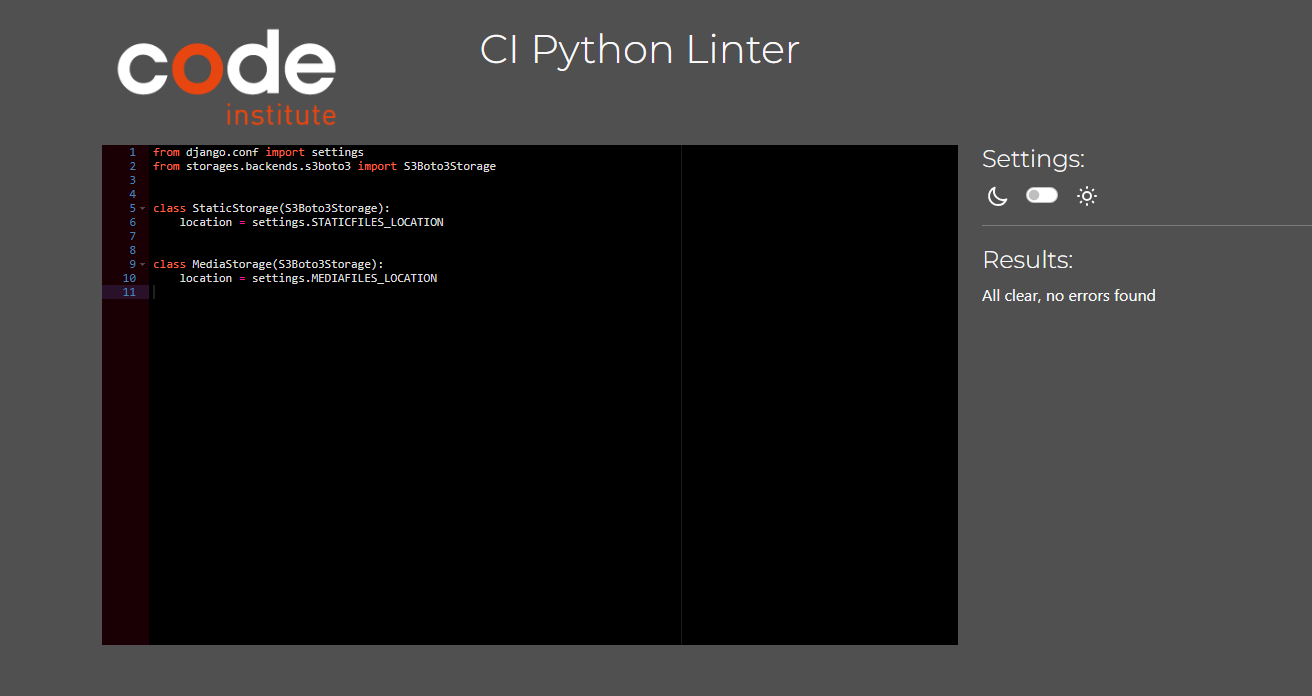 code
institute
CI Python Linter
1 from django.conf import settings
2 from storages.backends.s3boto3 import S3Boto3Storage
3
4
5 class StaticStorage(S3Boto3Storage):
6     location = settings.STATICFILES_LOCATION
7
8
9 class MediaStorage(S3Boto3Storage):
10     location = settings.MEDIAFILES_LOCATION
11
Settings:
Results:
All clear, no errors found